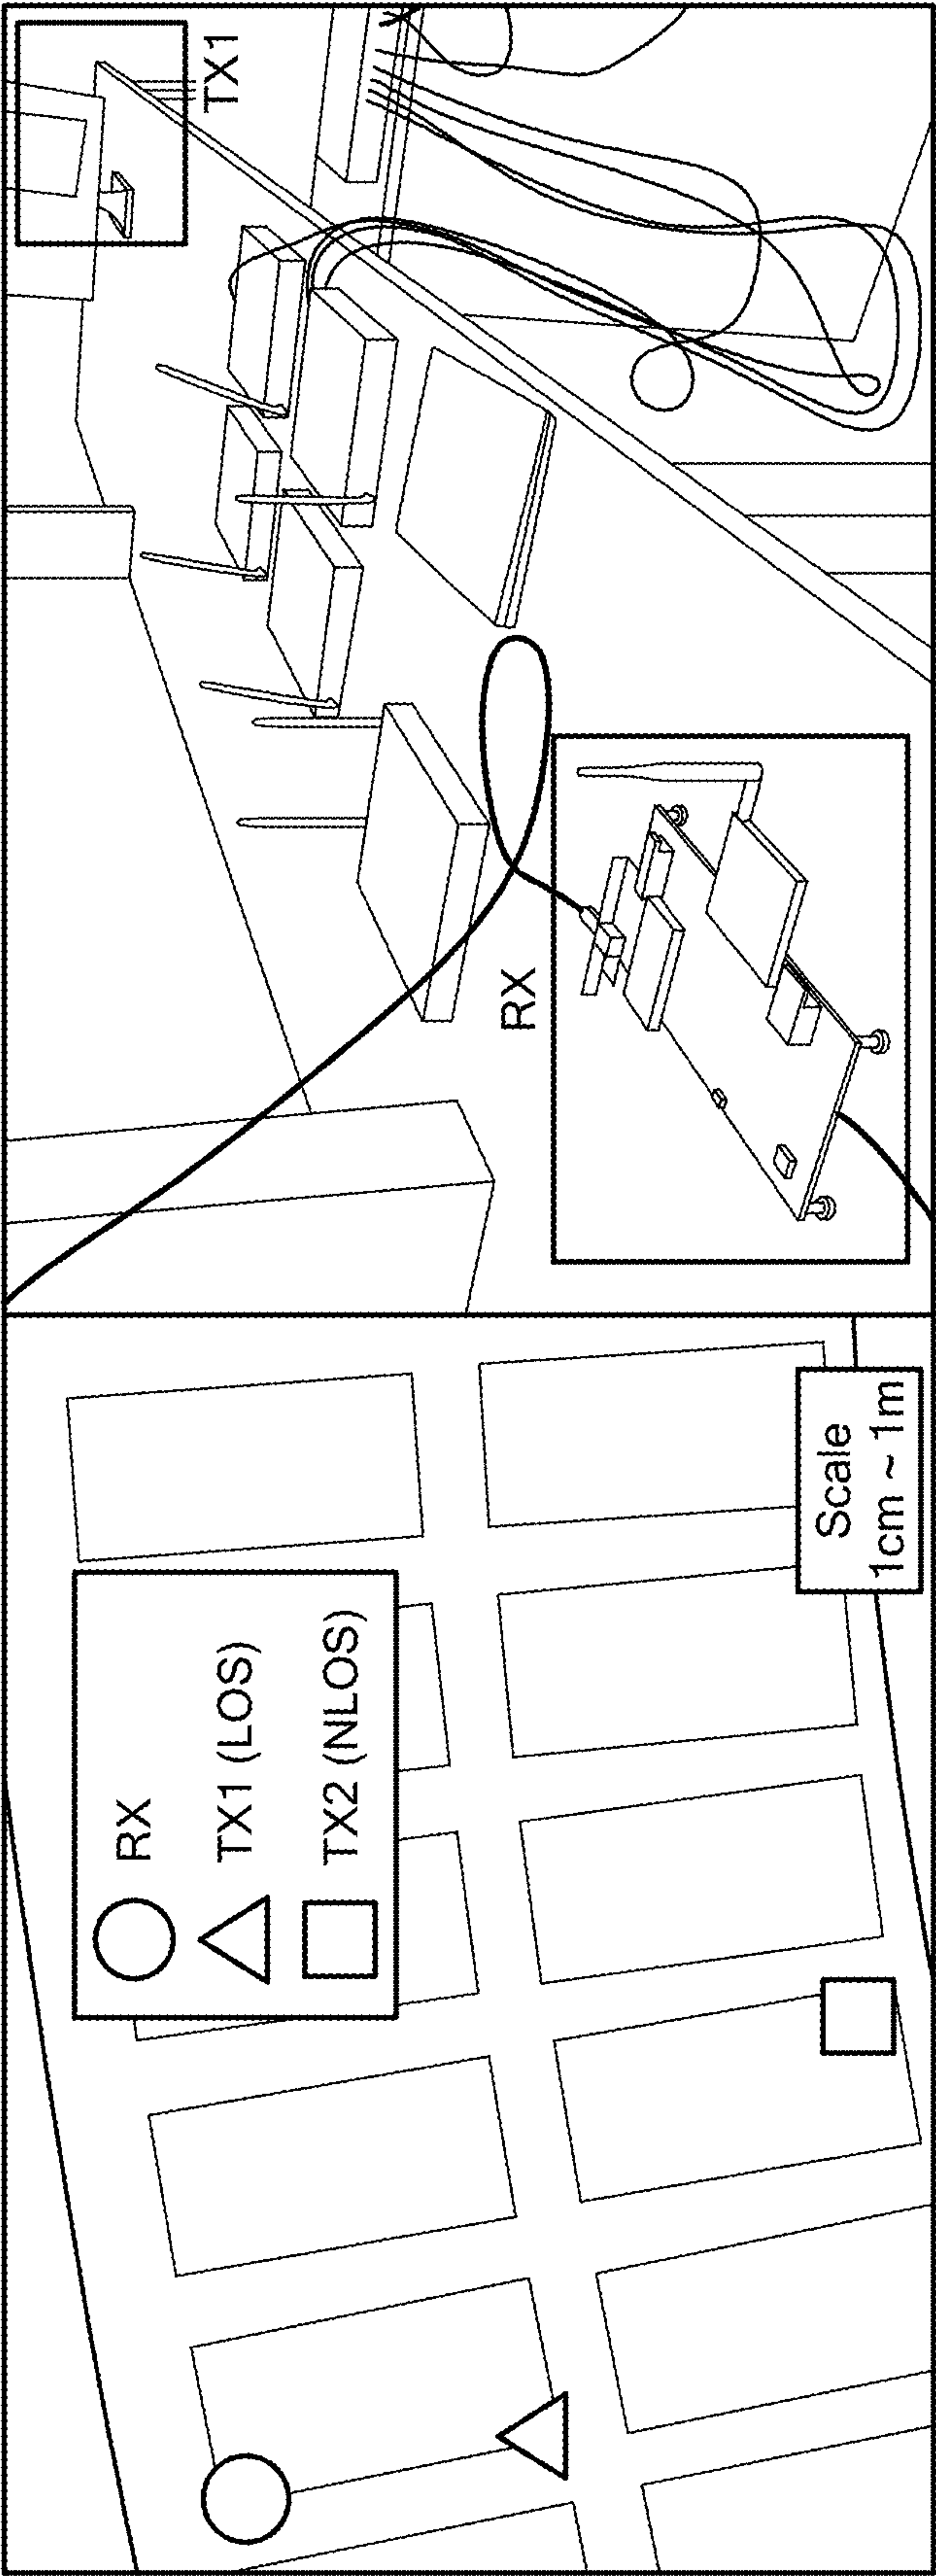 RX
TX1 (LOS)
TX2 (NLOS)
Scale
1cm ~ 1m
RX
TX1